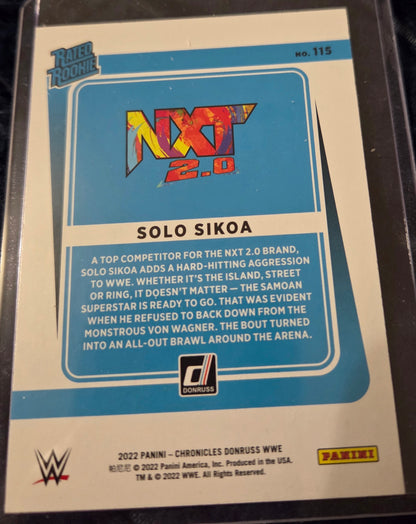 RATED
ROOKIE
NO. 115
NXT
2.0
SOLO SIKOA
A TOP COMPETITOR FOR THE NXT 2.0 BRAND,
SOLO SIKOA ADDS A HARD-HITTING AGGRESSION
TO WWE. WHETHER IT'S THE ISLAND, STREET
OR RING, IT DOESN'T MATTER — THE SAMOAN
SUPERSTAR IS READY TO GO. THAT WAS EVIDENT
WHEN HE REFUSED TO BACK DOWN FROM THE
MONSTROUS VON WAGNER. THE BOUT TURNED
INTO AN ALL-OUT BRAWL AROUND THE ARENA.
d
DONRUSS
2022 PANINI – CHRONICLES DONRUSS WWE
帕尼尼 © 2022 Panini America, Inc. Produced in the USA.
TM & © 2022 WWE. All Rights Reserved.
W
PANINI